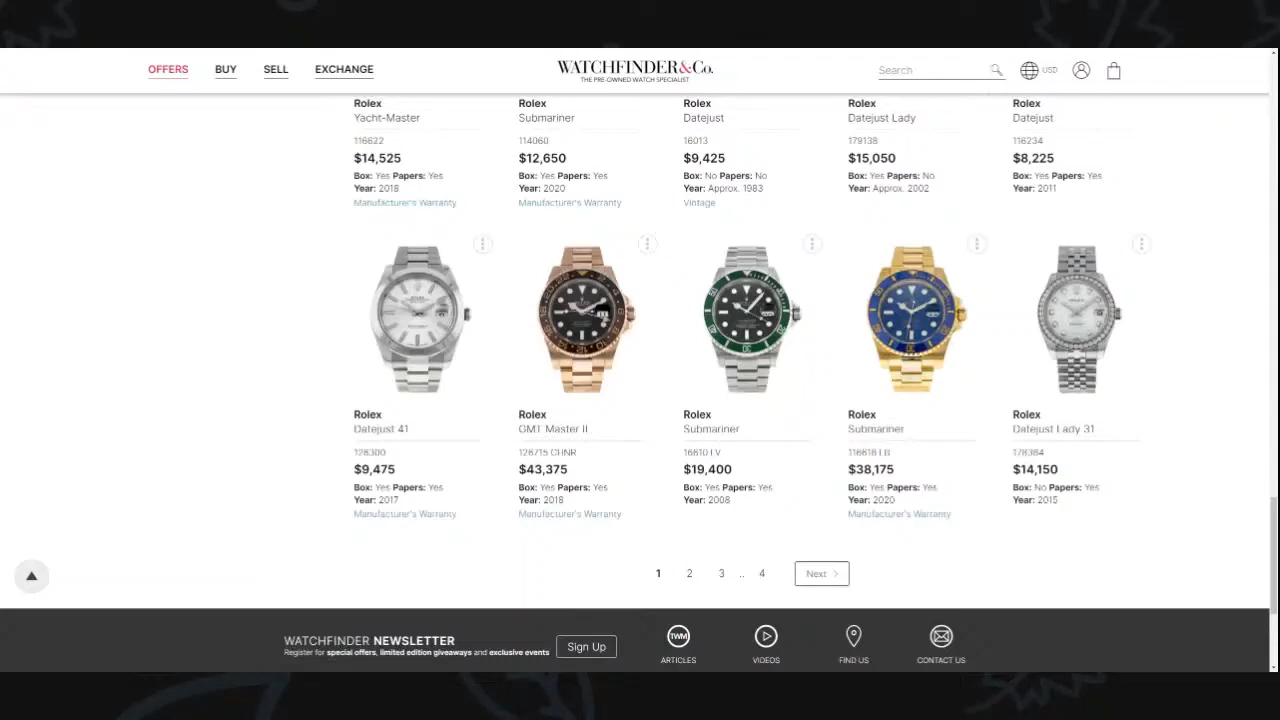 OFFERS BUY SELL EXCHANGE WATCHFINDER&Co. Search USD
THE PRE-OWNED WATCH SPECIALIST
Rolex Rolex Rolex Rolex Rolex
Yacht-Master Submariner Datejust Datejust Lady Datejust
116622 114060 16013 179138 116234
$14,525 $12,650 $9,425 $15,050 $8,225
Box: Yes Papers: Yes Box: Yes Papers: Yes Box: No Papers: No Box: Yes Papers: No Box: Yes Papers: Yes
Year: 2018 Year: 2020 Year: Approx. 1983 Year: Approx. 2002 Year: 2011
Manufacturer's Warranty Manufacturer's Warranty Vintage
Rolex Rolex Rolex Rolex Rolex
Datejust 41 GMT Master II Submariner Submariner Datejust Lady 31
126300 126715 CHNR 16610 LV 116618 LB 178384
$9,475 $43,375 $19,400 $38,175 $14,150
Box: Yes Papers: Yes Box: Yes Papers: Yes Box: Yes Papers: Yes Box: Yes Papers: Yes Box: No Papers: Yes
Year: 2017 Year: 2018 Year: 2008 Year: 2020 Year: 2015
Manufacturer's Warranty Manufacturer's Warranty Manufacturer's Warranty
1 2 3 .. 4 Next
WATCHFINDER NEWSLETTER
Register for special offers, limited edition giveaways and exclusive events
Sign Up
TWM
ARTICLES VIDEOS FIND US CONTACT US